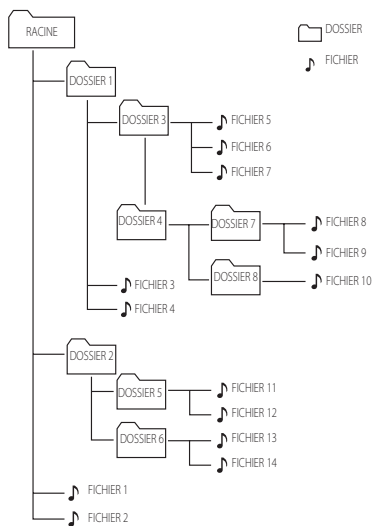 RACINE
DOSSIER
FICHIER
DOSSIER 1
DOSSIER 3
FICHIER 5
FICHIER 6
FICHIER 7
DOSSIER 4
DOSSIER 7
FICHIER 8
FICHIER 9
DOSSIER 8
FICHIER 10
FICHIER 3
FICHIER 4
DOSSIER 2
DOSSIER 5
FICHIER 11
FICHIER 12
DOSSIER 6
FICHIER 13
FICHIER 14
FICHIER 1
FICHIER 2